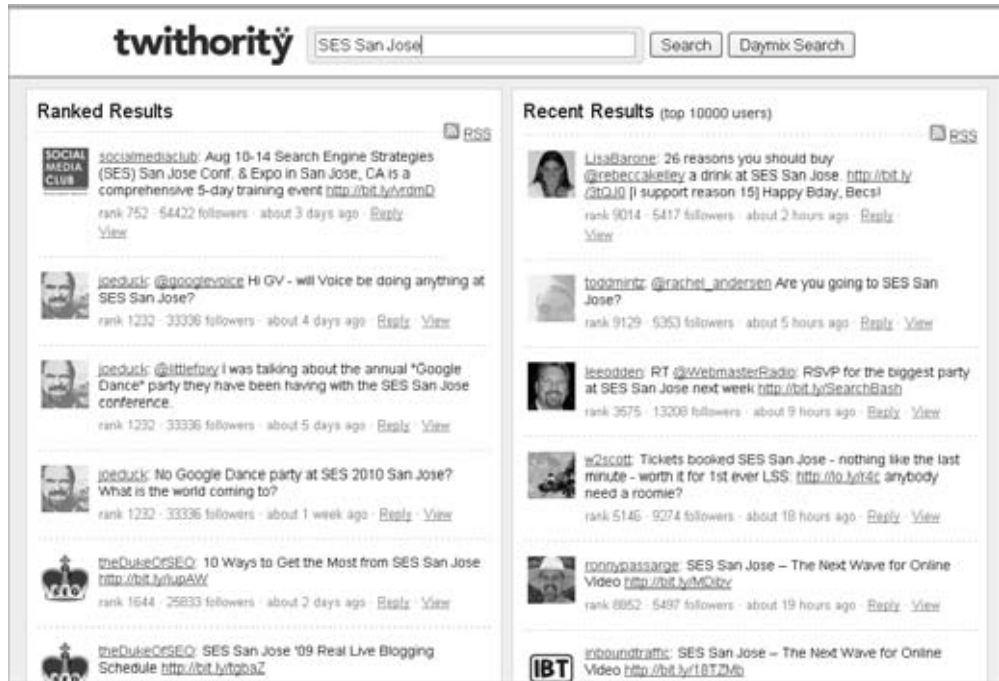 twithoritÿ
SES San Jose
Search
Daymix Search
Ranked Results
RSS
SOCIAL
MEDIA
CLUB
socialmediaclub: Aug 10-14 Search Engine Strategies
(SES) San Jose Conf. & Expo in San Jose, CA is a
comprehensive 5-day training event http://bit.ly/vrdmD
rank 752 · 54422 followers · about 3 days ago · Reply
View
joeduck: @googlevoice Hi GV - will Voice be doing anything at
SES San Jose?
rank 1232 · 33336 followers · about 4 days ago · Reply · View
joeduck: @littlefoxy I was talking about the annual "Google
Dance" party they have been having with the SES San Jose
conference.
rank 1232 · 33336 followers · about 5 days ago · Reply · View
joeduck: No Google Dance party at SES 2010 San Jose?
What is the world coming to?
rank 1232 · 33336 followers · about 1 week ago · Reply · View
SEO
theDukeOfSEO: 10 Ways to Get the Most from SES San Jose
http://bit.ly/iupAW
rank 1644 · 25833 followers · about 2 days ago · Reply · View
theDukeOfSEO: SES San Jose '09 Real Live Blogging
Schedule http://bit.ly/tgbaZ
Recent Results (top 10000 users)
RSS
LisaBarone: 26 reasons you should buy
@rebeccakelley a drink at SES San Jose. http://bit.ly
/3tQJ0 [I support reason 15] Happy Bday, Becs!
rank 9014 · 5417 followers · about 2 hours ago · Reply
View
toddmintz: @rachel_andersen Are you going to SES San
Jose?
rank 9129 · 5353 followers · about 5 hours ago · Reply · View
leeodden: RT @WebmasterRadio: RSVP for the biggest party
at SES San Jose next week http://bit.ly/SearchBash
rank 3575 · 13208 followers · about 9 hours ago · Reply · View
w2scott: Tickets booked SES San Jose - nothing like the last
minute - worth it for 1st ever LSS: http://io.ly/r4c anybody
need a roomie?
rank 5146 · 9274 followers · about 18 hours ago · Reply · View
ronnypassarge: SES San Jose – The Next Wave for Online
Video http://bit.ly/MDibv
rank 8852 · 5497 followers · about 19 hours ago · Reply · View
IBT
inboundtraffic: SES San Jose – The Next Wave for Online
Video http://bit.ly/18TZMb